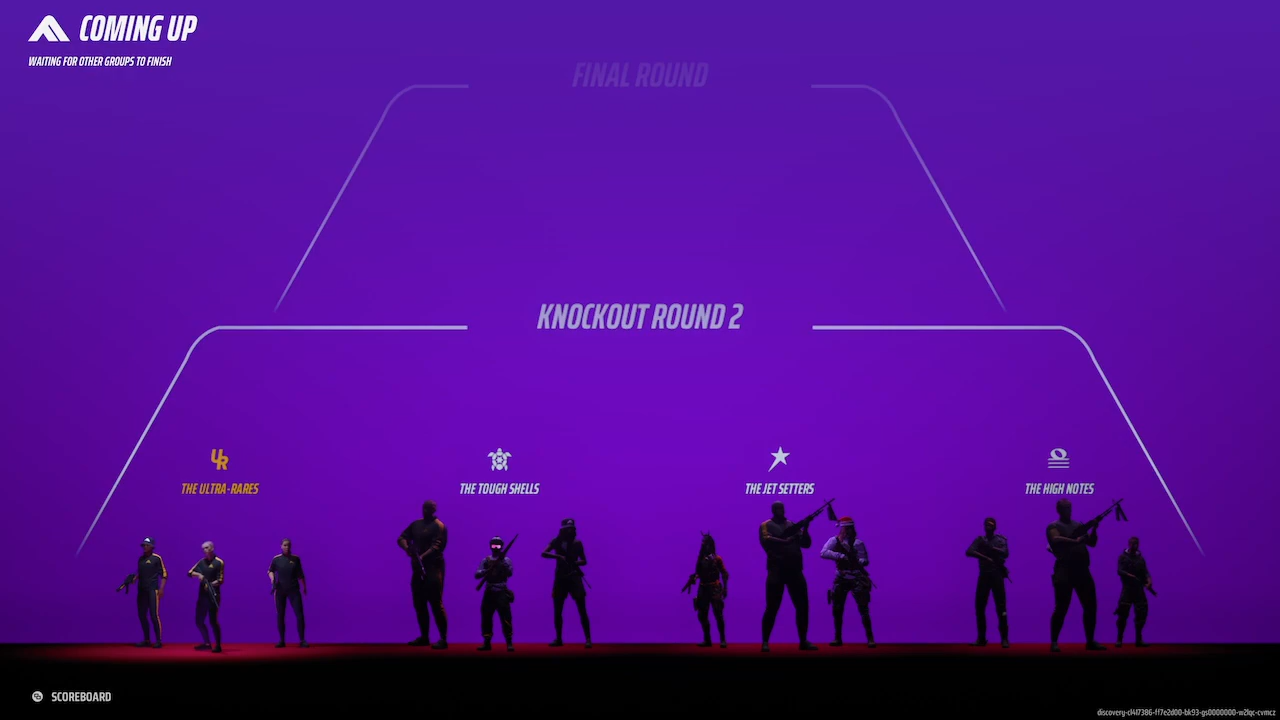 COMING UP
WAITING FOR OTHER GROUPS TO FINISH
FINAL ROUND
KNOCKOUT ROUND 2
UR
THE ULTRA-RARES
THE TOUGH SHELLS
THE JET SETTERS
THE HIGH NOTES
SCOREBOARD